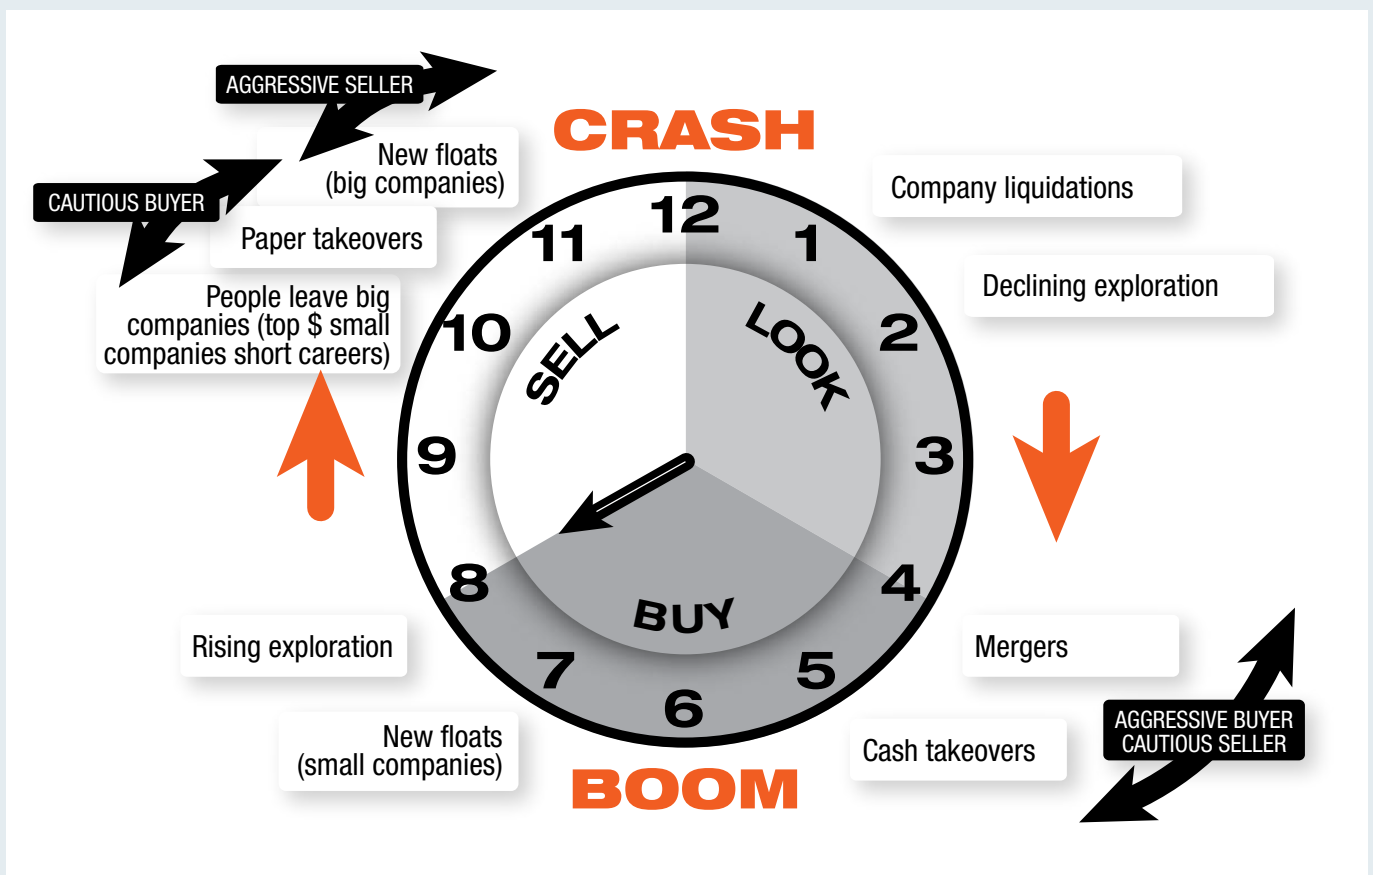 AGGRESSIVE SELLER
CRASH
New floats
(big companies)
CAUTIOUS BUYER
Paper takeovers
People leave big
companies (top $ small
companies short careers)
Company liquidations
Declining exploration
12
1
2
3
4
5
6
7
8
9
10
11
SELL
LOOK
BUY
Rising exploration
New floats
(small companies)
Mergers
Cash takeovers
AGGRESSIVE BUYER
CAUTIOUS SELLER
BOOM